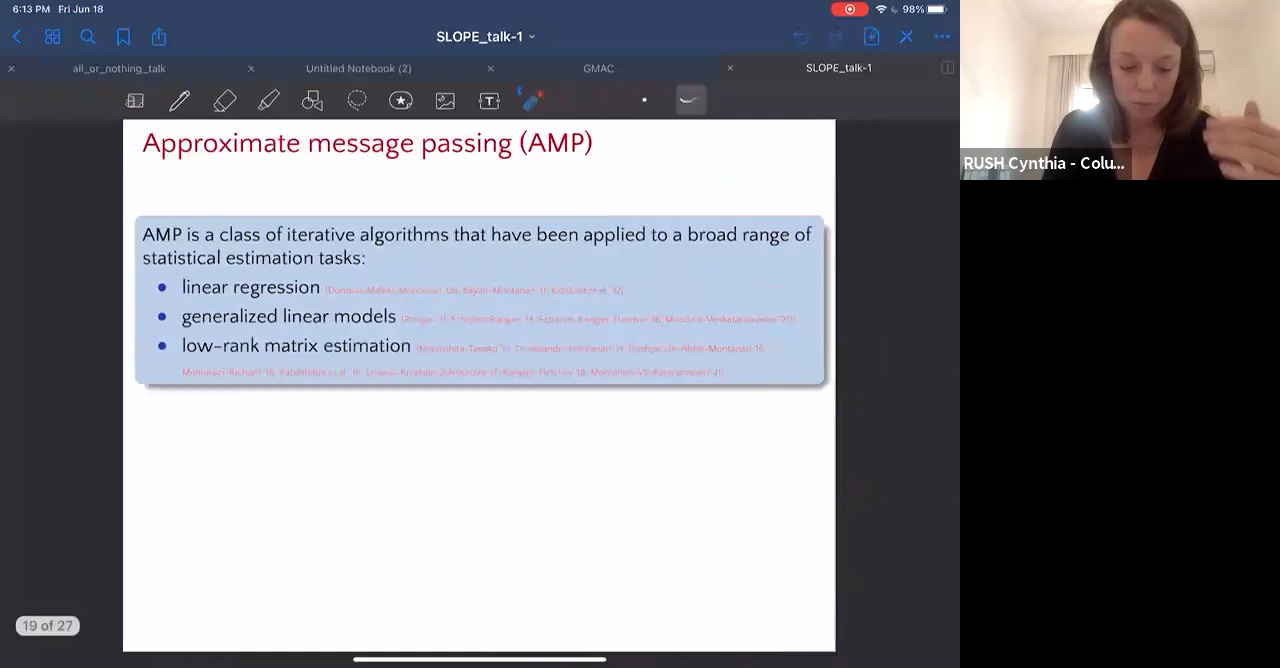 6:13 PM Fri Jun 18
98%
SLOPE_talk-1
all_or_nothing_talk
Untitled Notebook (2)
GMAC
SLOPE_talk-1
Approximate message passing (AMP)
AMP is a class of iterative algorithms that have been applied to a broad range of
statistical estimation tasks:
linear regression
generalized linear models
low-rank matrix estimation
19 of 27
RUSH Cynthia - Colu...